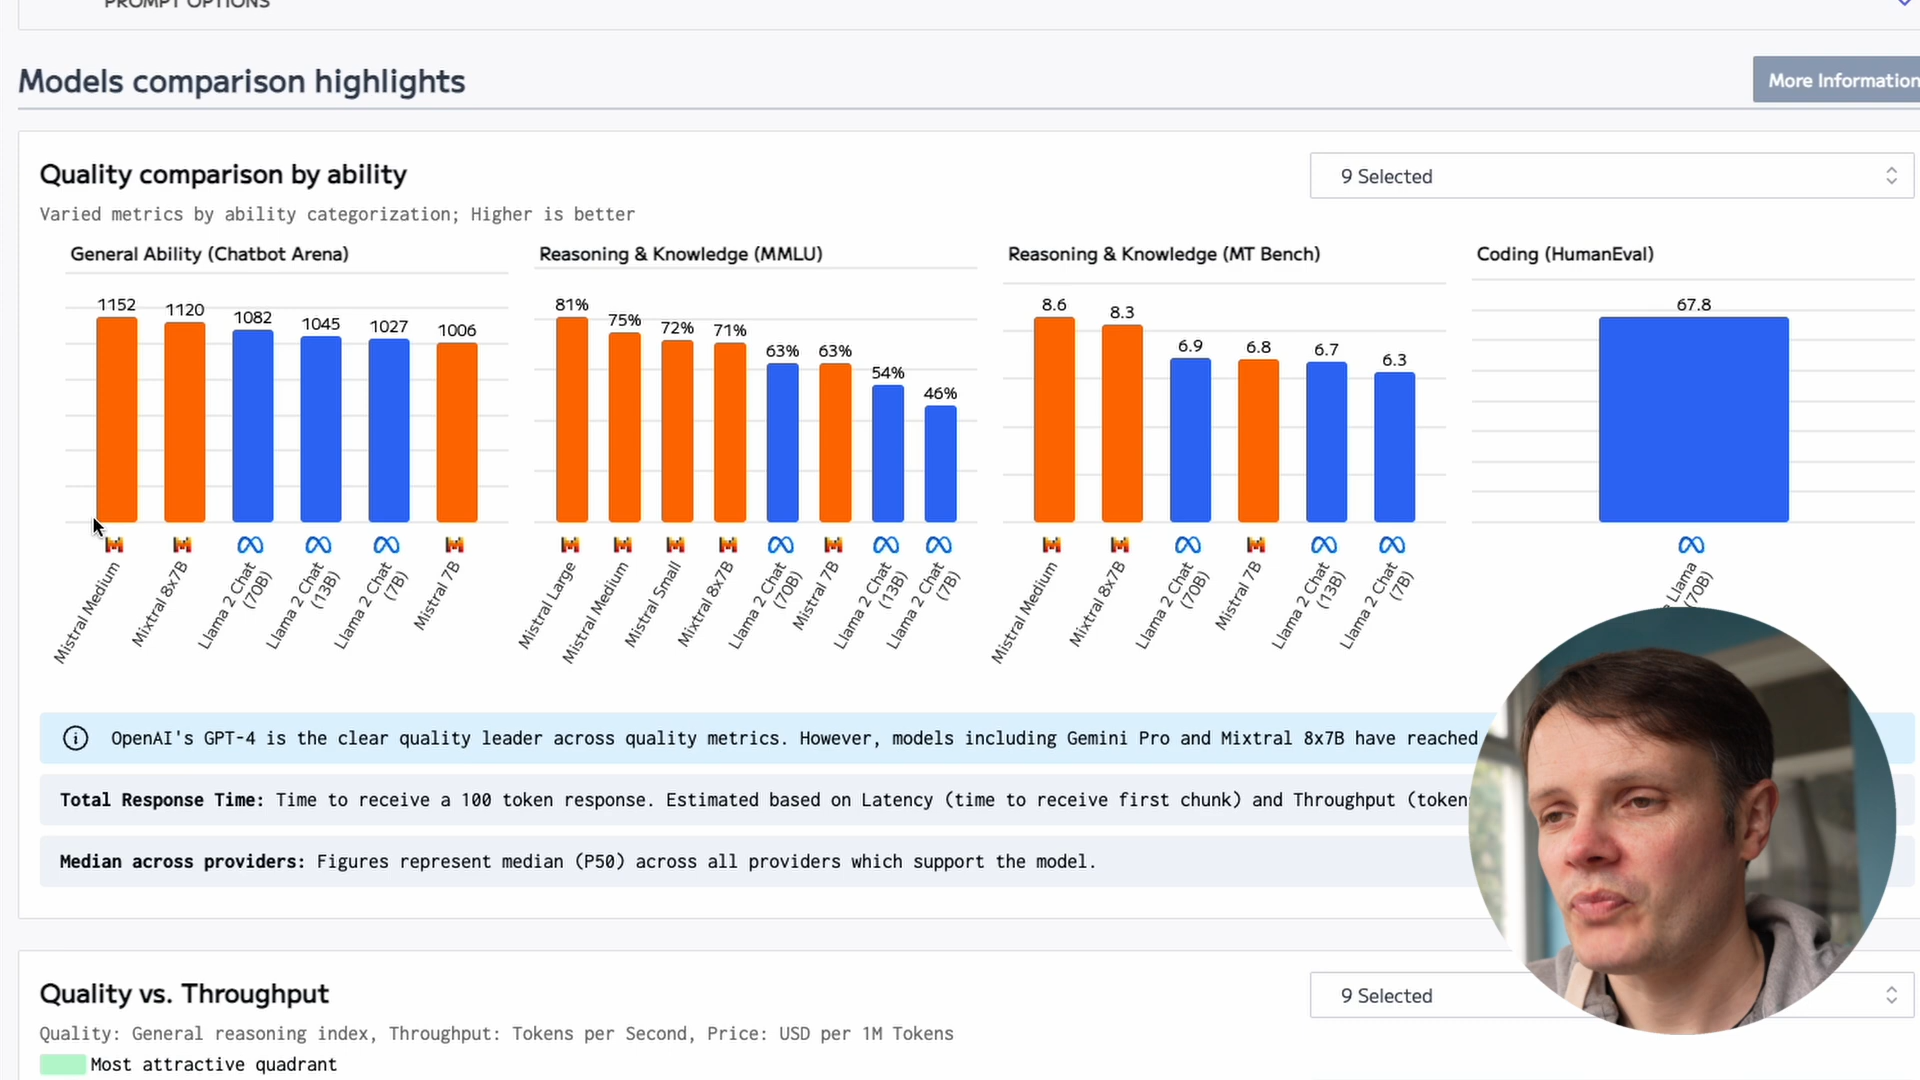 PROMPT OPTIONS
Models comparison highlights
More Information
Quality comparison by ability
9 Selected
Varied metrics by ability categorization; Higher is better
General Ability (Chatbot Arena)
1152
1120
1082
1045
1027
1006
Mistral Medium
Mixtral 8x7B
Llama 2 Chat
(70B)
Llama 2 Chat
(13B)
Llama 2 Chat
(7B)
Mistral 7B
Reasoning & Knowledge (MMLU)
81%
75%
72%
71%
63%
63%
54%
46%
Mistral Large
Mistral Medium
Mistral Small
Mixtral 8x7B
Llama 2 Chat
(70B)
Mistral 7B
Llama 2 Chat
(13B)
Llama 2 Chat
(7B)
Reasoning & Knowledge (MT Bench)
8.6
8.3
6.9
6.8
6.7
6.3
Mistral Medium
Mixtral 8x7B
Llama 2 Chat
(70B)
Mistral 7B
Llama 2 Chat
(13B)
Llama 2 Chat
(7B)
Coding (HumanEval)
67.8
Llama
(70B)
OpenAI's GPT-4 is the clear quality leader across quality metrics. However, models including Gemini Pro and Mixtral 8x7B have reached
Total Response Time: Time to receive a 100 token response. Estimated based on Latency (time to receive first chunk) and Throughput (token
Median across providers: Figures represent median (P50) across all providers which support the model.
Quality vs. Throughput
9 Selected
Quality: General reasoning index, Throughput: Tokens per Second, Price: USD per 1M Tokens
Most attractive quadrant